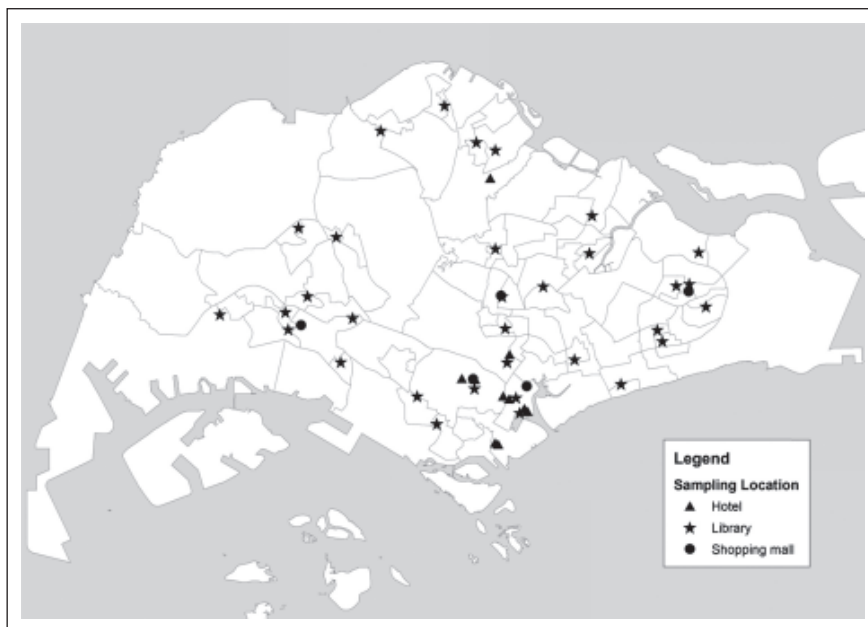 Legend
Sampling Location
Hotel
Library
Shopping mall